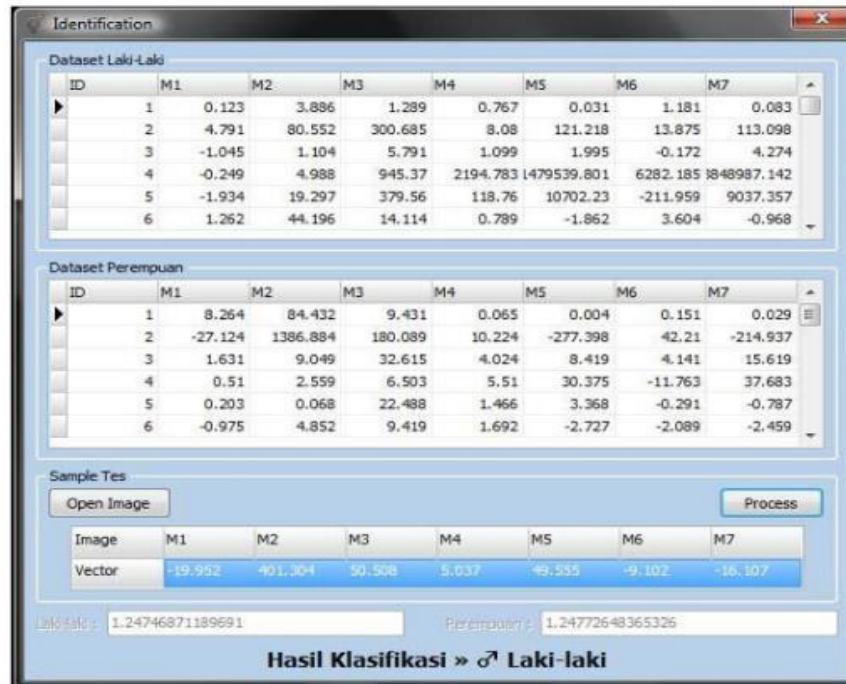 Identification
Dataset Laki-Laki
ID M1 M2 M3 M4 M5 M6 M7
1 0.123 3.886 1.289 0.767 0.031 1.181 0.083
2 4.791 80.552 300.685 8.08 121.218 13.875 113.098
3 -1.045 1.104 5.791 1.099 1.995 -0.172 4.274
4 -0.249 4.988 945.37 2194.783 1479539.801 6282.185 3848987.142
5 -1.934 19.297 379.56 118.76 10702.23 -211.959 9037.357
6 1.262 44.196 14.114 0.789 -1.862 3.604 -0.968
Dataset Perempuan
ID M1 M2 M3 M4 M5 M6 M7
1 8.264 84.432 9.431 0.065 0.004 0.151 0.029
2 -27.124 1386.884 180.089 10.224 -277.398 42.21 -214.937
3 1.631 9.049 32.615 4.024 8.419 4.141 15.619
4 0.51 2.559 6.503 5.51 30.375 -11.763 37.683
5 0.203 0.068 22.488 1.466 3.368 -0.291 -0.787
6 -0.975 4.852 9.419 1.692 -2.727 -2.089 -2.459
Sample Tes
Open Image Process
Image M1 M2 M3 M4 M5 M6 M7
Vector -19.952 401.304 50.508 5.037 49.555 -9.102 -16.107
Laki-laki : 1.24746871189691 Perempuan : 1.24772648365326
Hasil Klasifikasi » ♂ Laki-laki